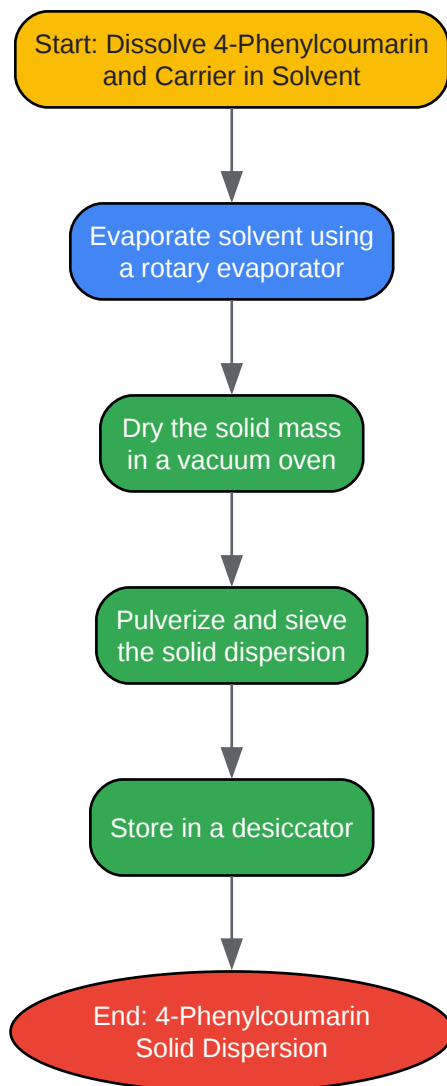 Start: Dissolve 4-Phenylcoumarin
and Carrier in Solvent
Evaporate solvent using
a rotary evaporator
Dry the solid mass
in a vacuum oven
Pulverize and sieve
the solid dispersion
Store in a desiccator
End: 4-Phenylcoumarin
Solid Dispersion